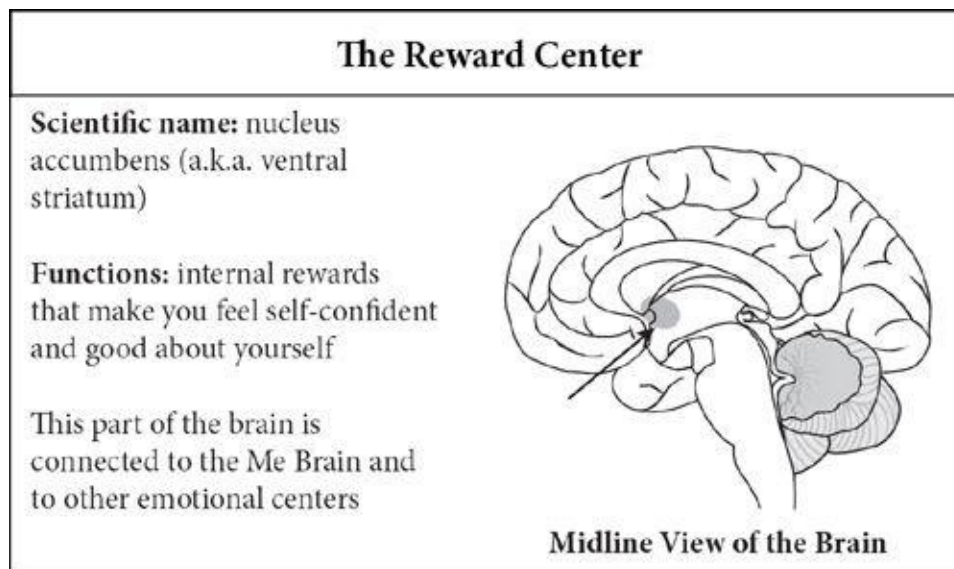 The Reward Center
Scientific name: nucleus
accumbens (a.k.a. ventral
striatum)
Functions: internal rewards
that make you feel self-confident
and good about yourself
This part of the brain is
connected to the Me Brain and
to other emotional centers
Midline View of the Brain